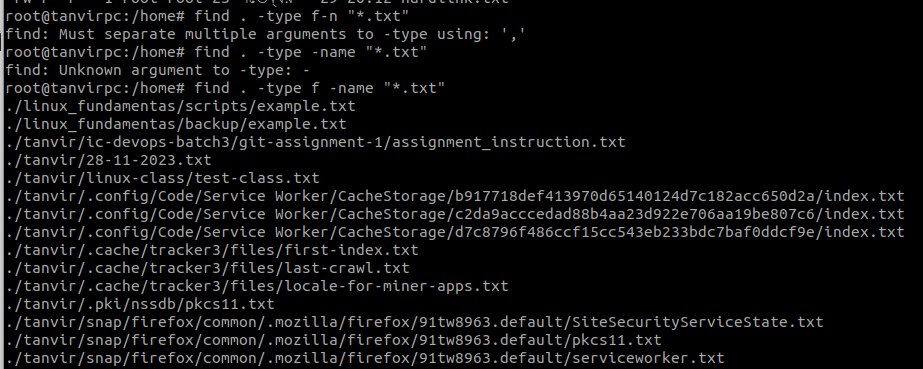 root@tanvirpc:/home# find . -type f-n "*.txt"
find: Must separate multiple arguments to -type using: ','
root@tanvirpc:/home# find . -type -name "*.txt"
find: Unknown argument to -type: -
root@tanvirpc:/home# find . -type f -name "*.txt"
./linux_fundamentas/scripts/example.txt
./linux_fundamentas/backup/example.txt
./tanvir/ic-devops-batch3/git-assignment-1/assignment_instruction.txt
./tanvir/28-11-2023.txt
./tanvir/linux-class/test-class.txt
./tanvir/.config/Code/Service Worker/CacheStorage/b917718def413970d65140124d7c182acc650d2a/index.txt
./tanvir/.config/Code/Service Worker/CacheStorage/c2da9acccedad88b4aa23d922e706aa19be807c6/index.txt
./tanvir/.config/Code/Service Worker/CacheStorage/d7c8796f486ccf15cc543eb233bdc7baf0ddcf9e/index.txt
./tanvir/.cache/tracker3/files/first-index.txt
./tanvir/.cache/tracker3/files/last-crawl.txt
./tanvir/.cache/tracker3/files/locale-for-miner-apps.txt
./tanvir/.pki/nssdb/pkcs11.txt
./tanvir/snap/firefox/common/.mozilla/firefox/91tw8963.default/SiteSecurityServiceState.txt
./tanvir/snap/firefox/common/.mozilla/firefox/91tw8963.default/pkcs11.txt
./tanvir/snap/firefox/common/.mozilla/firefox/91tw8963.default/serviceworker.txt